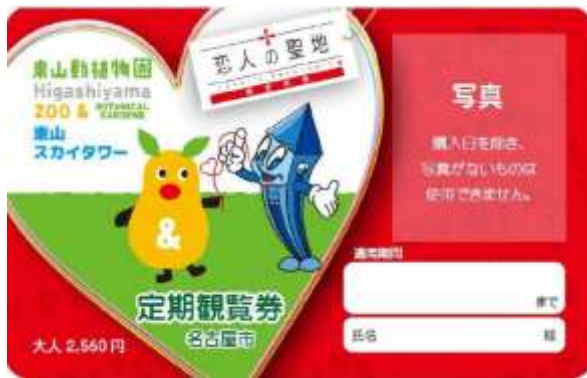 東山動植物園
Higashiyama
ZOO & BOTANICAL
GARDENS
東山
スカイタワー
恋人の聖地
&
定期観覧券
名古屋市
大人 2,560円
写真
購入日を除き、
写真がないものは
使用できません。
適用期間
まで
氏名
様